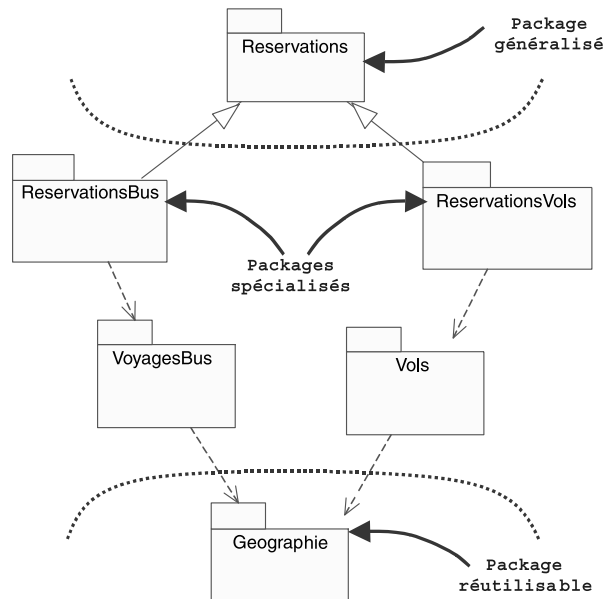 Package
généralisé
Reservations
ReservationsBus
ReservationsVols
Packages
spécialisés
VoyagesBus
Vols
Geographie
Package
réutilisable